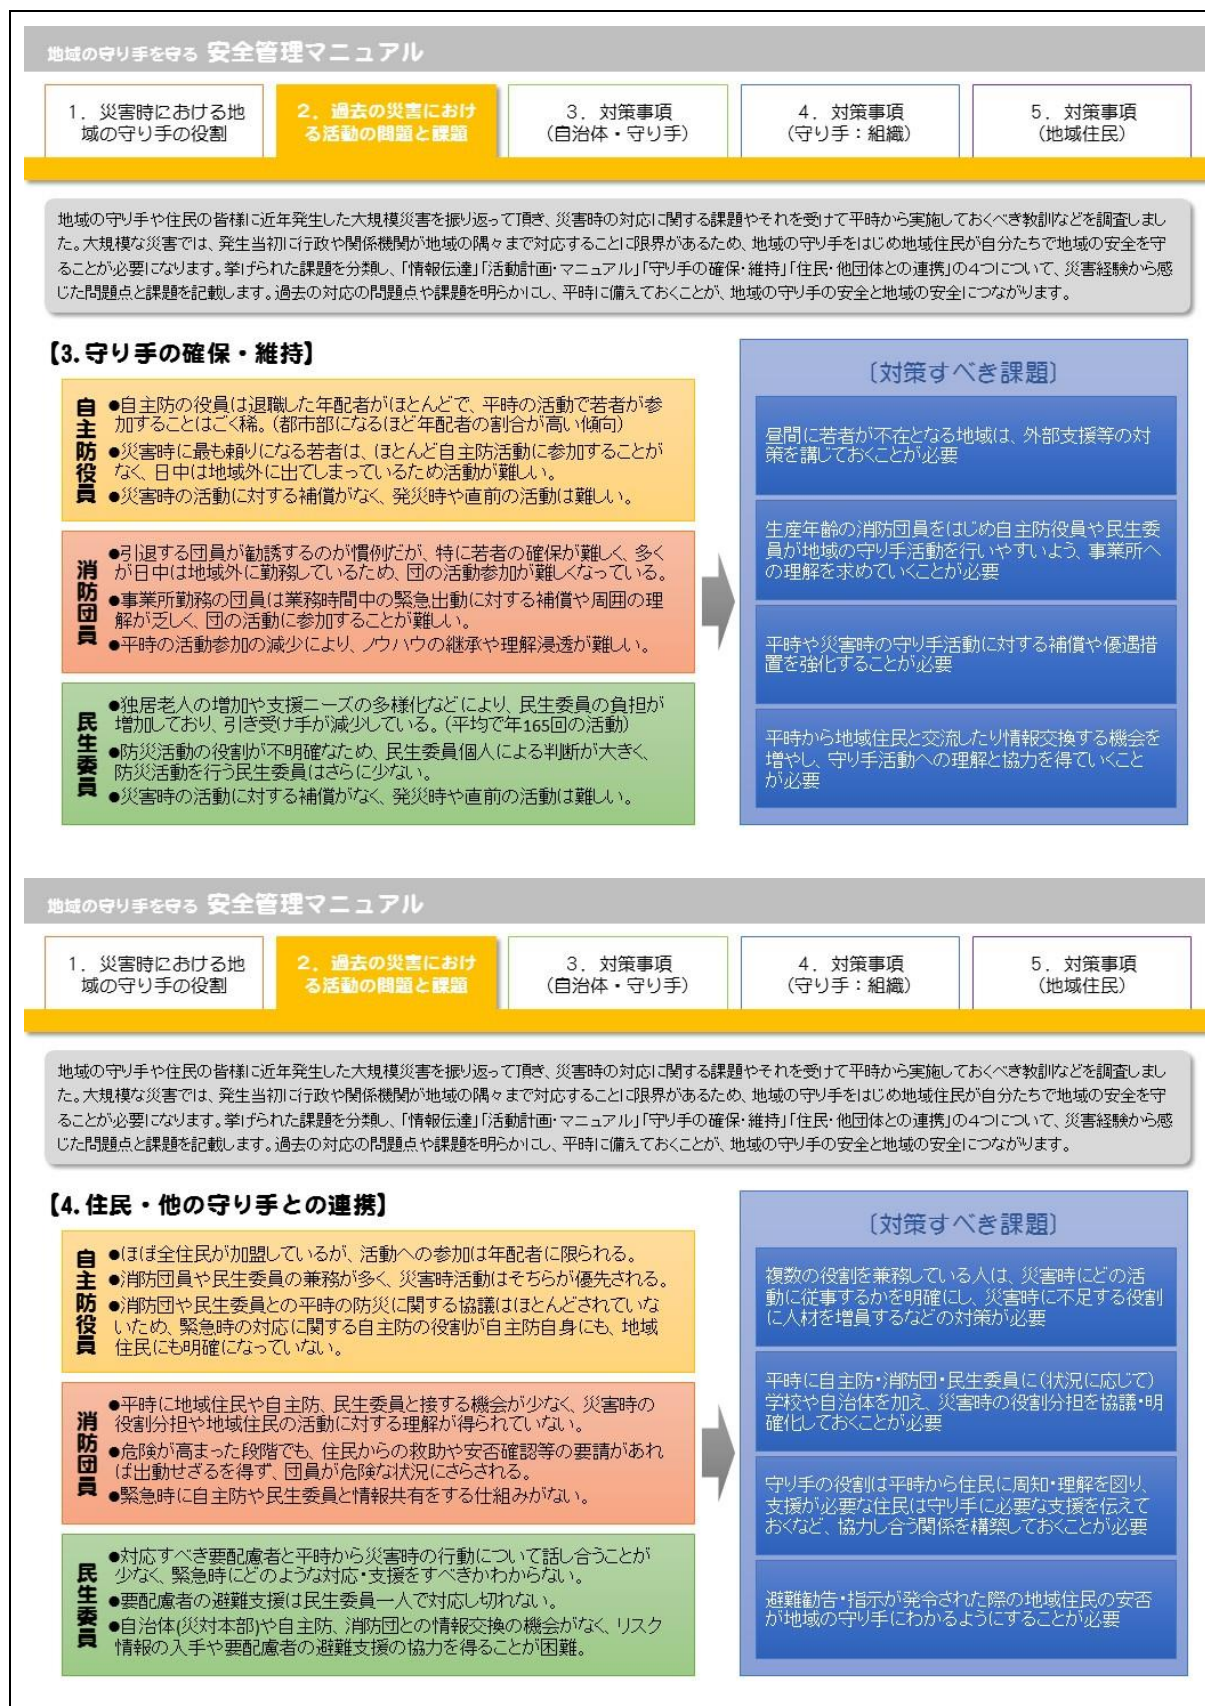 地域の守り手を守る 安全管理マニュアル
1．災害時における地
域の守り手の役割
2．過去の災害におけ
る活動の問題と課題
3．対策事項
（自治体・守り手）
4．対策事項
（守り手：組織）
5．対策事項
（地域住民）
地域の守り手や住民の皆様に近年発生した大規模災害を振り返って頂き、災害時の対応に関する課題やそれを受けて平時から実施しておくべき教訓などを調査しまし
た。大規模な災害では、発生当初に行政や関係機関が地域の隅々まで対応することに限界があるため、地域の守り手をはじめ地域住民が自分たちで地域の安全を守
ることが必要になります。挙げられた課題を分類し、「情報伝達」「活動計画・マニュアル」「守り手の確保・維持」「住民・他団体との連携」の4つについて、災害経験から感
じた問題点と課題を記載します。過去の対応の問題点や課題を明らかにし、平時に備えておくことが、地域の守り手の安全と地域の安全につながります。
【3.守り手の確保・維持】
自主防役員
●自主防の役員は退職した年配者がほとんどで、平時の活動で若者が参
加することはごく稀。（都市部になるほど年配者の割合が高い傾向）
●災害時に最も頼りになる若者は、ほとんど自主防活動に参加することが
なく、日中は地域外に出てしまっているため活動が難しい。
●災害時の活動に対する補償がなく、発災時や直前の活動は難しい。
消防団員
●引退する団員が勧誘するのが慣例だが、特に若者の確保が難しく、多く
が日中は地域外に勤務しているため、団の活動参加が難しくなっている。
●事業所勤務の団員は業務時間中の緊急出動に対する補償や周囲の理
解が乏しく、団の活動に参加することが難しい。
●平時の活動参加の減少により、ノウハウの継承や理解浸透が難しい。
民生委員
●独居老人の増加や支援ニーズの多様化などにより、民生委員の負担が
増加しており、引き受け手が減少している。（平均で年165回の活動）
●防災活動の役割が不明確なため、民生委員個人による判断が大きく、
防災活動を行う民生委員はさらに少ない。
●災害時の活動に対する補償がなく、発災時や直前の活動は難しい。
〔対策すべき課題〕
昼間に若者が不在となる地域は、外部支援等の対
策を講じておくことが必要
生産年齢の消防団員をはじめ自主防役員や民生委
員が地域の守り手活動を行いやすいよう、事業所へ
の理解を求めていくことが必要
平時や災害時の守り手活動に対する補償や優遇措
置を強化することが必要
平時から地域住民と交流したり情報交換する機会を
増やし、守り手活動への理解と協力を得ていくこと
が必要
地域の守り手を守る 安全管理マニュアル
1．災害時における地
域の守り手の役割
2．過去の災害におけ
る活動の問題と課題
3．対策事項
（自治体・守り手）
4．対策事項
（守り手：組織）
5．対策事項
（地域住民）
地域の守り手や住民の皆様に近年発生した大規模災害を振り返って頂き、災害時の対応に関する課題やそれを受けて平時から実施しておくべき教訓などを調査しまし
た。大規模な災害では、発生当初に行政や関係機関が地域の隅々まで対応することに限界があるため、地域の守り手をはじめ地域住民が自分たちで地域の安全を守
ることが必要になります。挙げられた課題を分類し、「情報伝達」「活動計画・マニュアル」「守り手の確保・維持」「住民・他団体との連携」の4つについて、災害経験から感
じた問題点と課題を記載します。過去の対応の問題点や課題を明らかにし、平時に備えておくことが、地域の守り手の安全と地域の安全につながります。
【4.住民・他の守り手との連携】
自主防役員
●ほぼ全住民が加盟しているが、活動への参加は年配者に限られる。
●消防団員や民生委員の兼務が多く、災害時活動はそちらが優先される。
●消防団や民生委員との平時の防災に関する協議はほとんどされていな
いため、緊急時の対応に関する自主防の役割が自主防自身にも、地域
住民にも明確になっていない。
消防団員
●平時に地域住民や自主防、民生委員と接する機会が少なく、災害時の
役割分担や地域住民の活動に対する理解が得られていない。
●危険が高まった段階でも、住民からの救助や安否確認等の要請があれ
ば出動せざるを得ず、団員が危険な状況にさらされる。
●緊急時に自主防や民生委員と情報共有をする仕組みがない。
民生委員
●対応すべき要配慮者と平時から災害時の行動について話し合うことが
少なく、緊急時にどのような対応・支援をすべきかわからない。
●要配慮者の避難支援は民生委員一人で対応し切れない。
●自治体(災対本部)や自主防、消防団との情報交換の機会がなく、リスク
情報の入手や要配慮者の避難支援の協力を得ることが困難。
〔対策すべき課題〕
複数の役割を兼務している人は、災害時にどの活
動に従事するかを明確にし、災害時に不足する役割
に人材を増員するなどの対策が必要
平時に自主防・消防団・民生委員に(状況に応じて)
学校や自治体を加え、災害時の役割分担を協議・明
確化しておくことが必要
守り手の役割は平時から住民に周知・理解を図り、
支援が必要な住民は守り手に必要な支援を伝えて
おくなど、協力し合う関係を構築しておくことが必要
避難勧告・指示が発令された際の地域住民の安否
が地域の守り手にわかるようにすることが必要